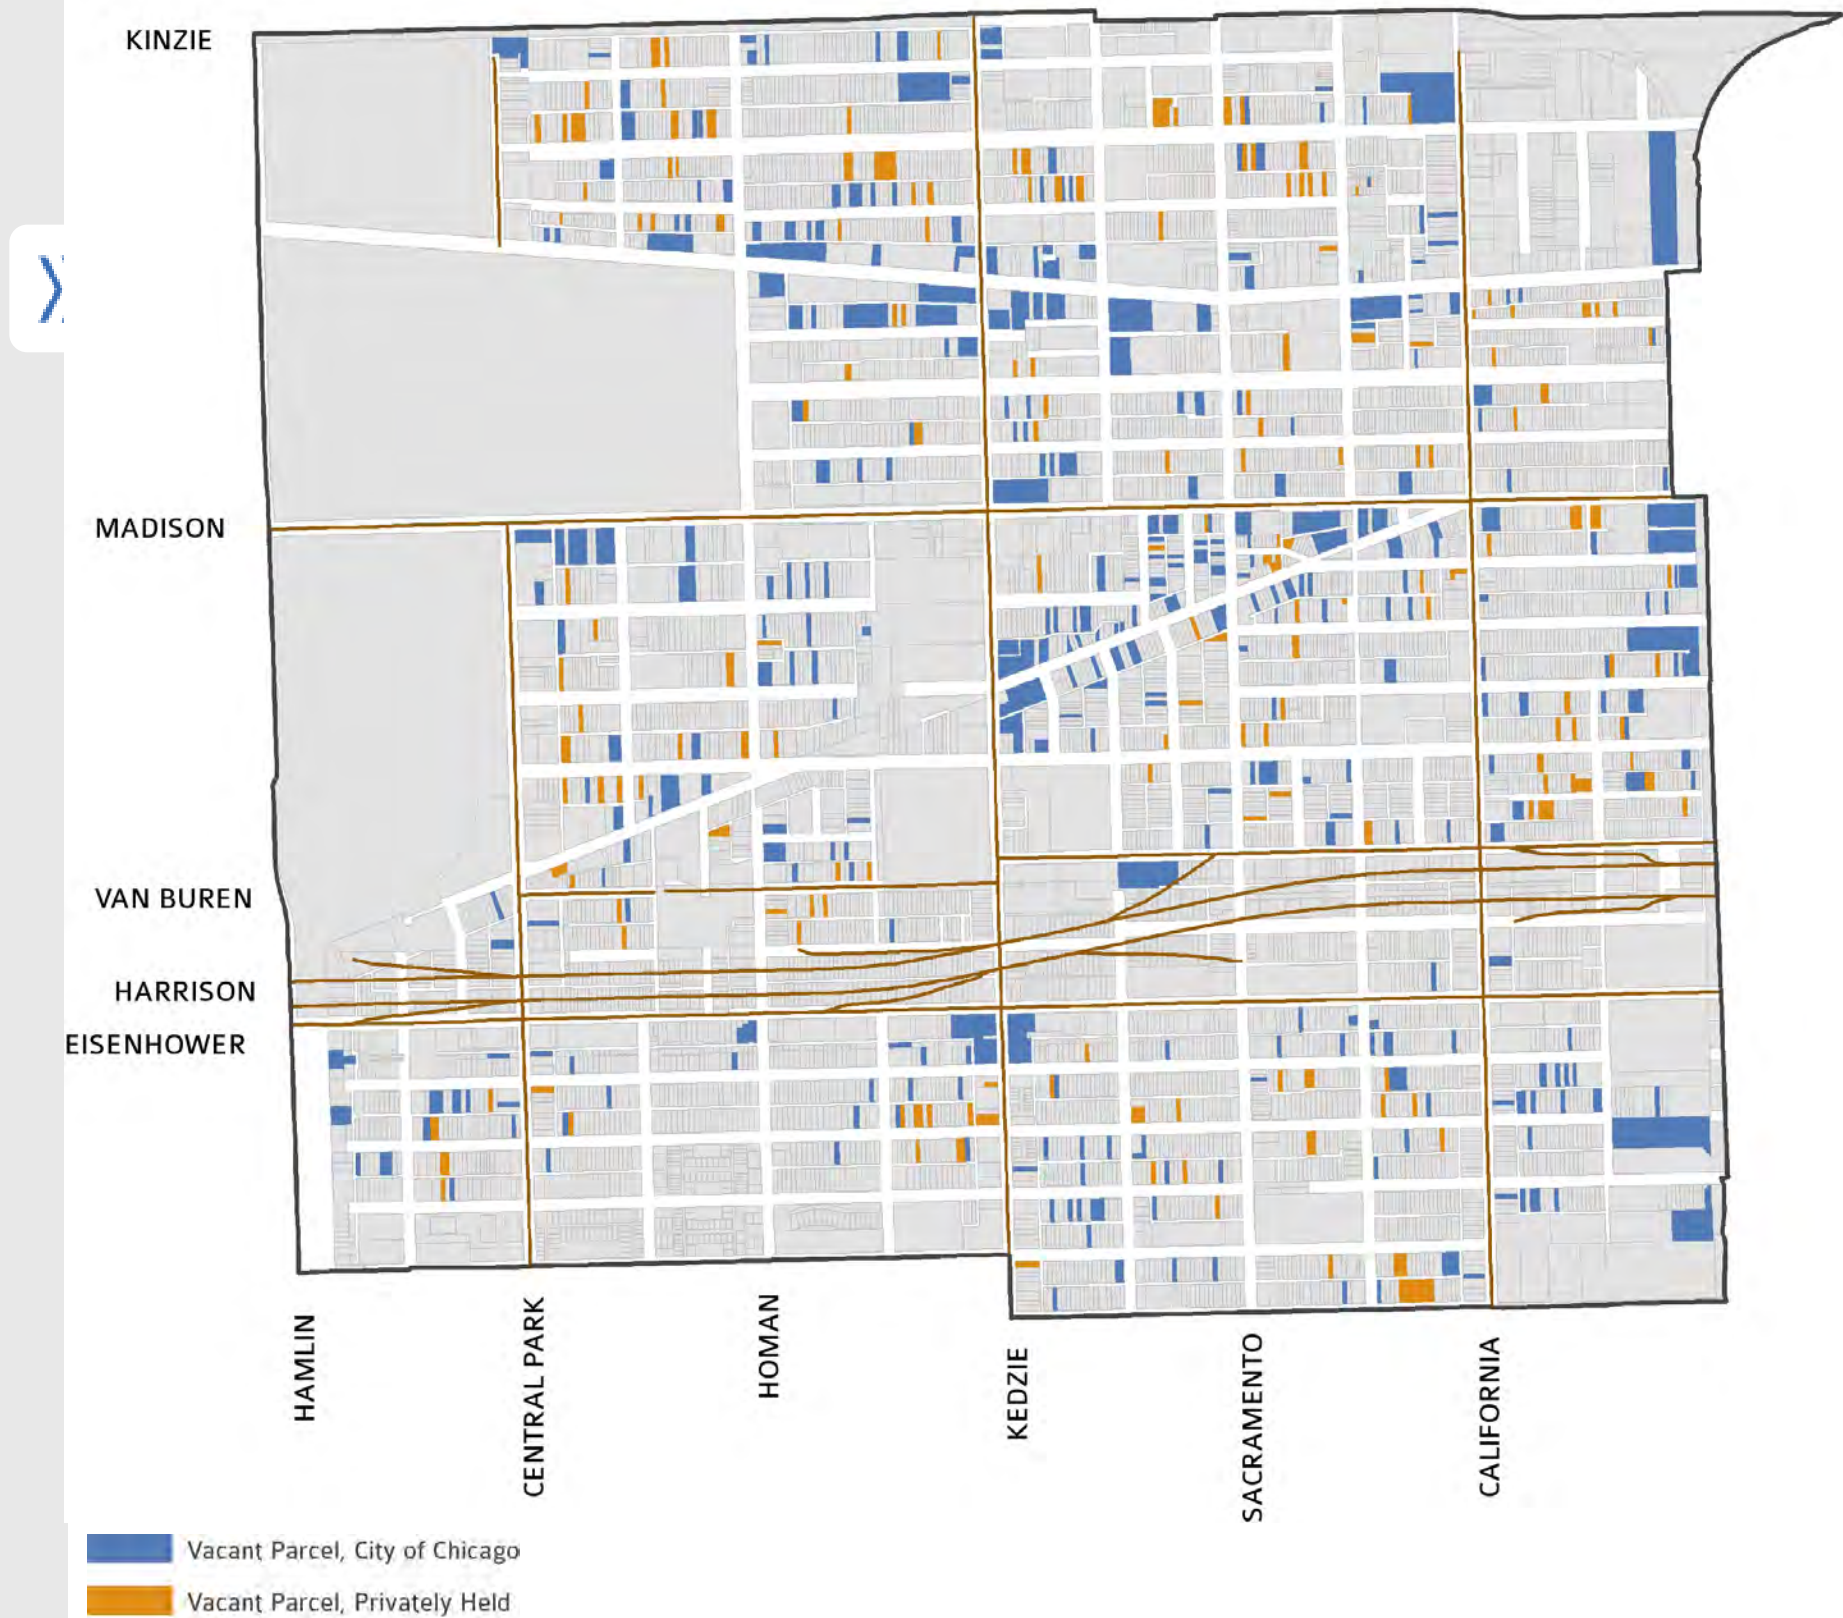 KINZIE
MADISON
VAN BUREN
HARRISON
EISENHOWER
HAMLIN
CENTRAL PARK
HOMAN
KEDZIE
SACRAMENTO
CALIFORNIA
Vacant Parcel, City of Chicago
Vacant Parcel, Privately Held